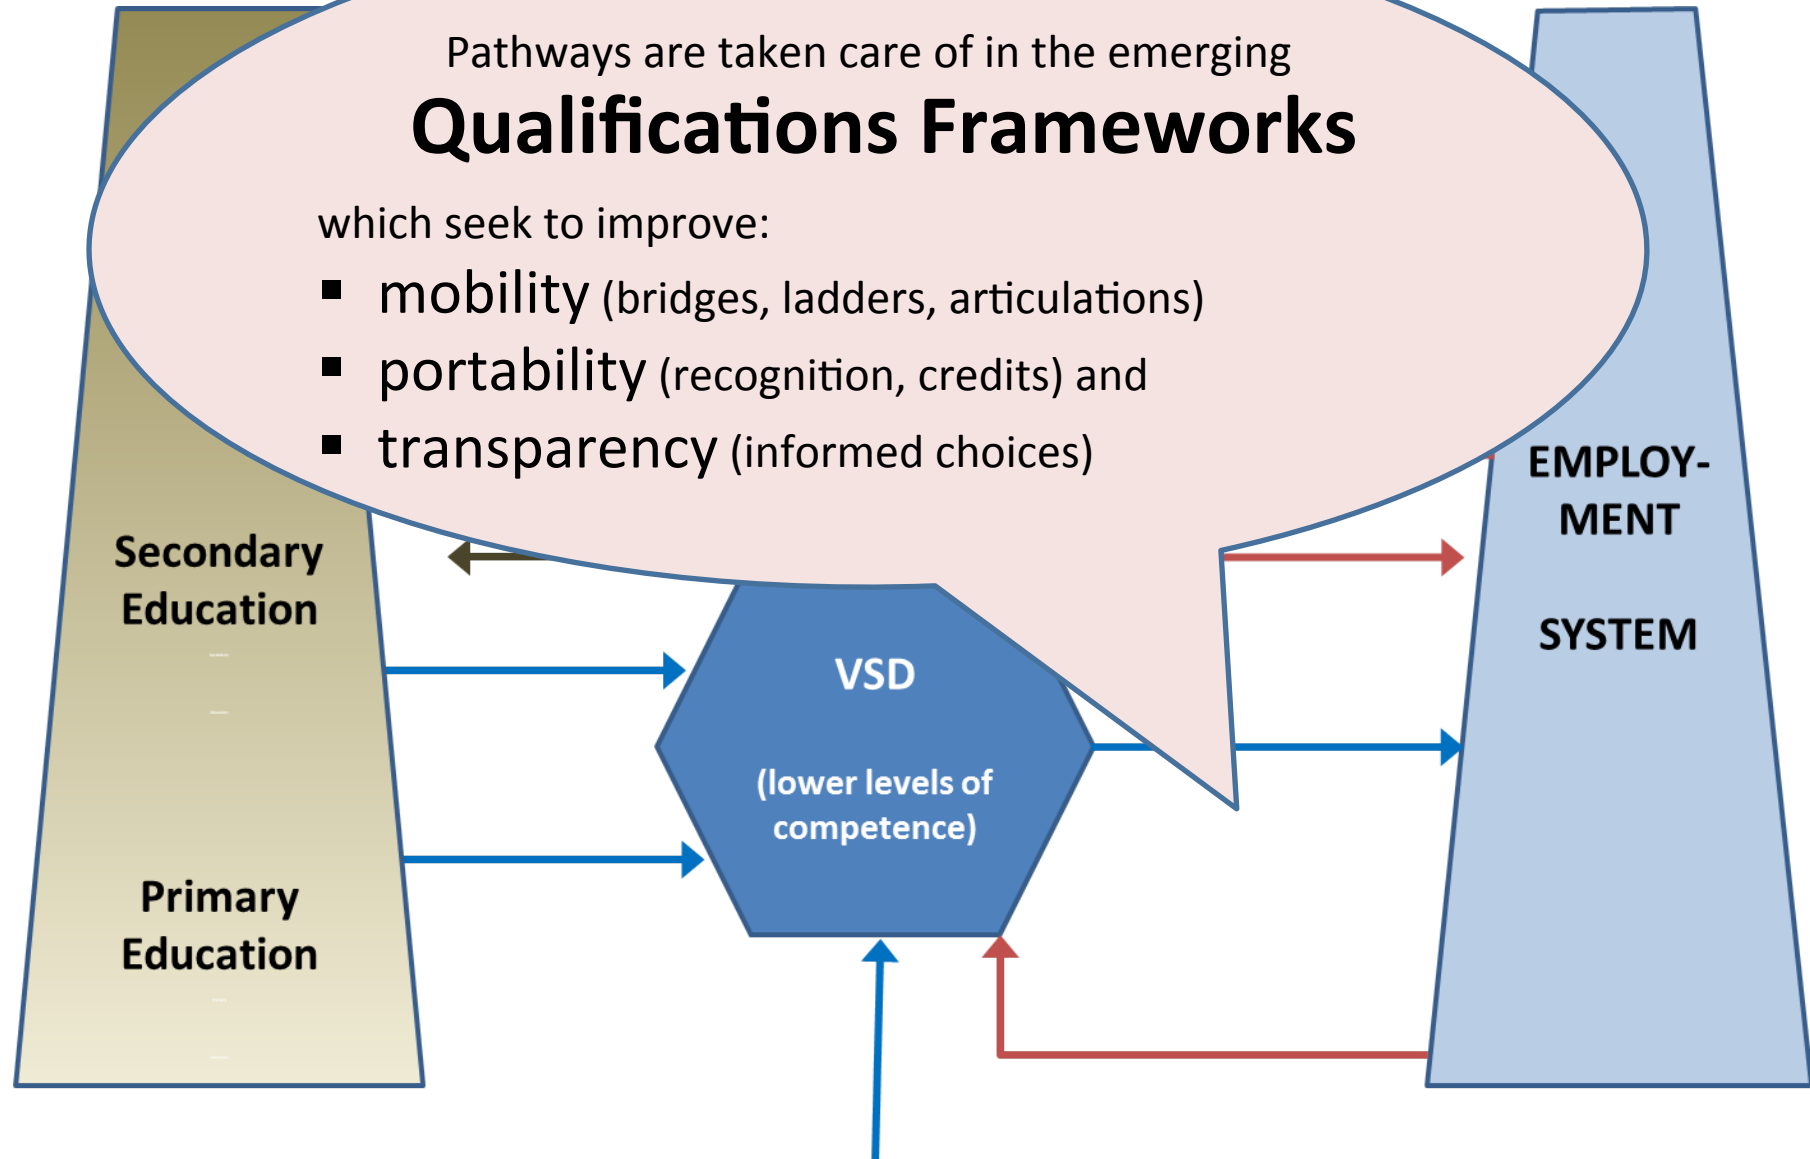 Pathways are taken care of in the emerging
Qualifications Frameworks
which seek to improve:
▪ mobility (bridges, ladders, articulations)
▪ portability (recognition, credits) and
▪ transparency (informed choices)
Secondary
Education
Primary
Education
VSD
(lower levels of
competence)
EMPLOY-
MENT
SYSTEM